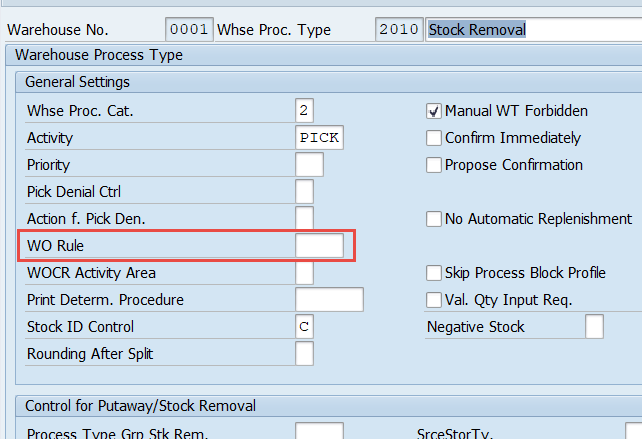 Warehouse No. 0001 Whse Proc. Type 2010 Stock Removal
Warehouse Process Type
General Settings
Whse Proc. Cat. 2 Manual WT Forbidden
Activity PICK Confirm Immediately
Priority Propose Confirmation
Pick Denial Ctrl
Action f. Pick Den. No Automatic Replenishment
WO Rule
WOCR Activity Area Skip Process Block Profile
Print Determ. Procedure Val. Qty Input Req.
Stock ID Control C Negative Stock
Rounding After Split
Control for Putaway/Stock Removal
Process Type Grp Stk Rem. SrceStorTy.